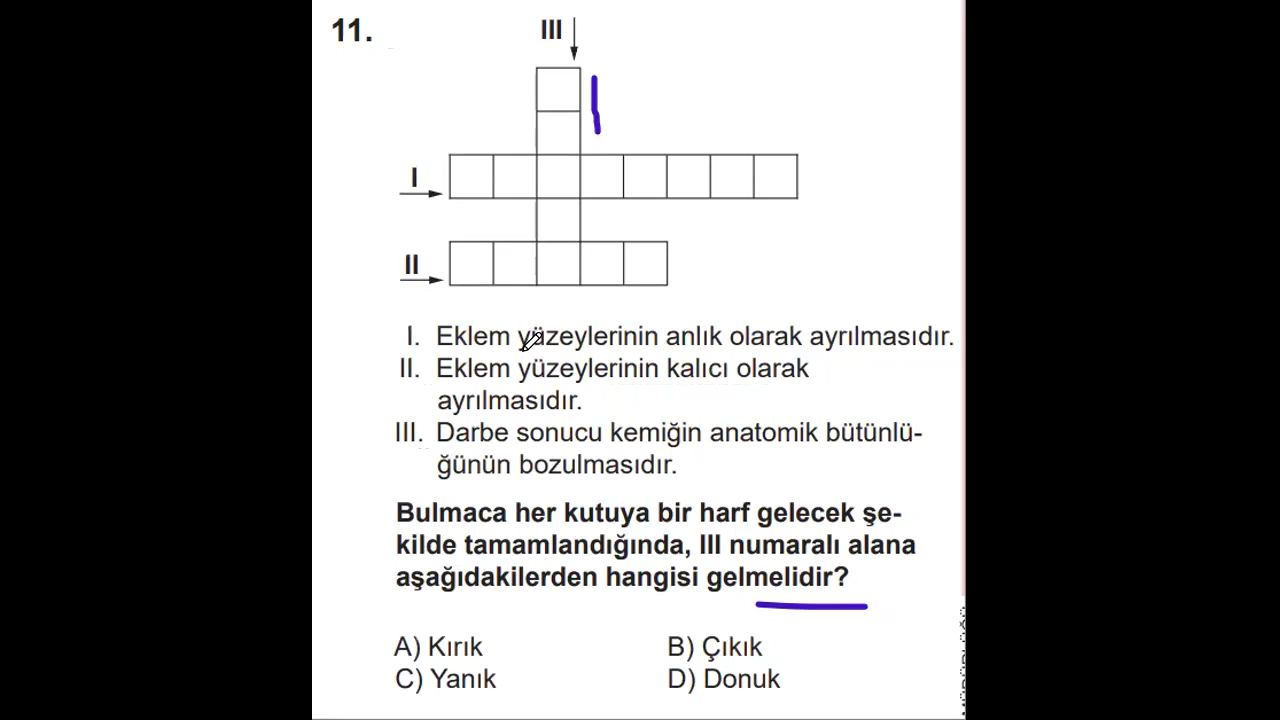 11.
III
I
II
I. Eklem yüzeylerinin anlık olarak ayrılmasıdır.
II. Eklem yüzeylerinin kalıcı olarak
ayrılmasıdır.
III. Darbe sonucu kemiğin anatomik bütünlü-
ğünün bozulmasıdır.
Bulmaca her kutuya bir harf gelecek şe-
kilde tamamlandığında, III numaralı alana
aşağıdakilerden hangisi gelmelidir?
A) Kırık B) Çıkık
C) Yanık D) Donuk